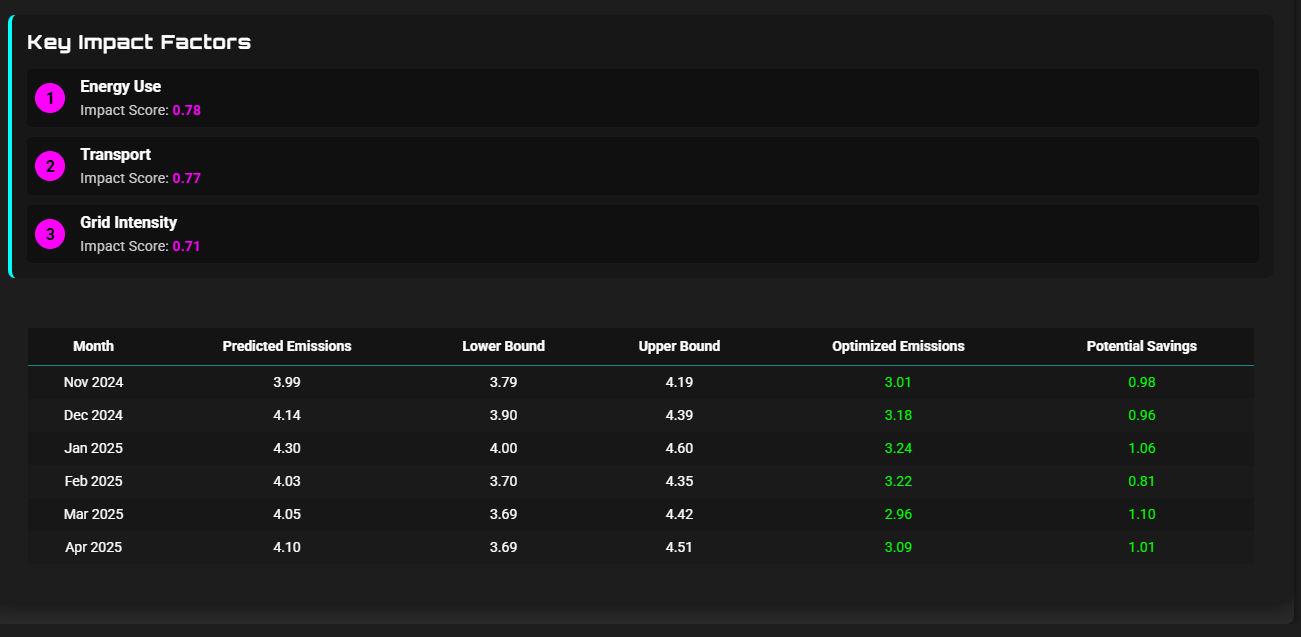 Key Impact Factors
1
Energy Use
Impact Score: 0.78
2
Transport
Impact Score: 0.77
3
Grid Intensity
Impact Score: 0.71
Month Predicted Emissions Lower Bound Upper Bound Optimized Emissions Potential Savings
Nov 2024 3.99 3.79 4.19 3.01 0.98
Dec 2024 4.14 3.90 4.39 3.18 0.96
Jan 2025 4.30 4.00 4.60 3.24 1.06
Feb 2025 4.03 3.70 4.35 3.22 0.81
Mar 2025 4.05 3.69 4.42 2.96 1.10
Apr 2025 4.10 3.69 4.51 3.09 1.01